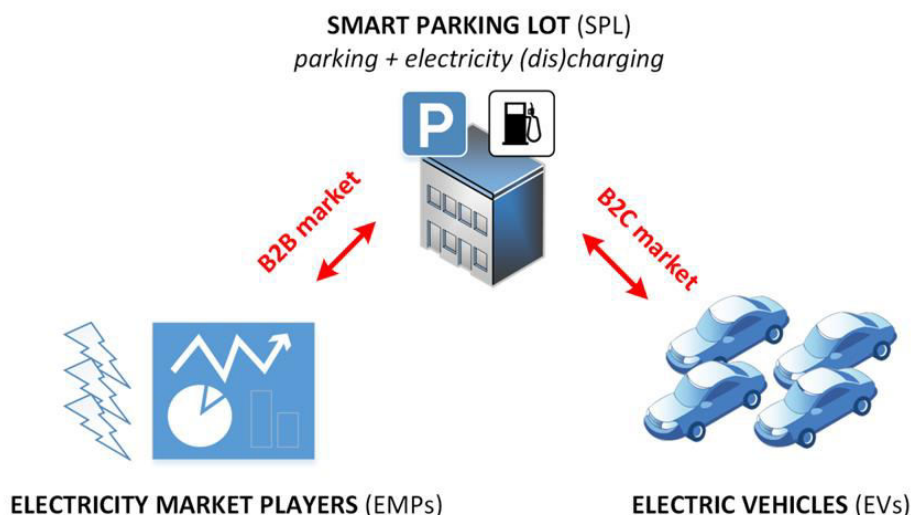 SMART PARKING LOT (SPL)
parking + electricity (dis)charging
P
B2B market
B2C market
ELECTRICITY MARKET PLAYERS (EMPs)
ELECTRIC VEHICLES (EVs)